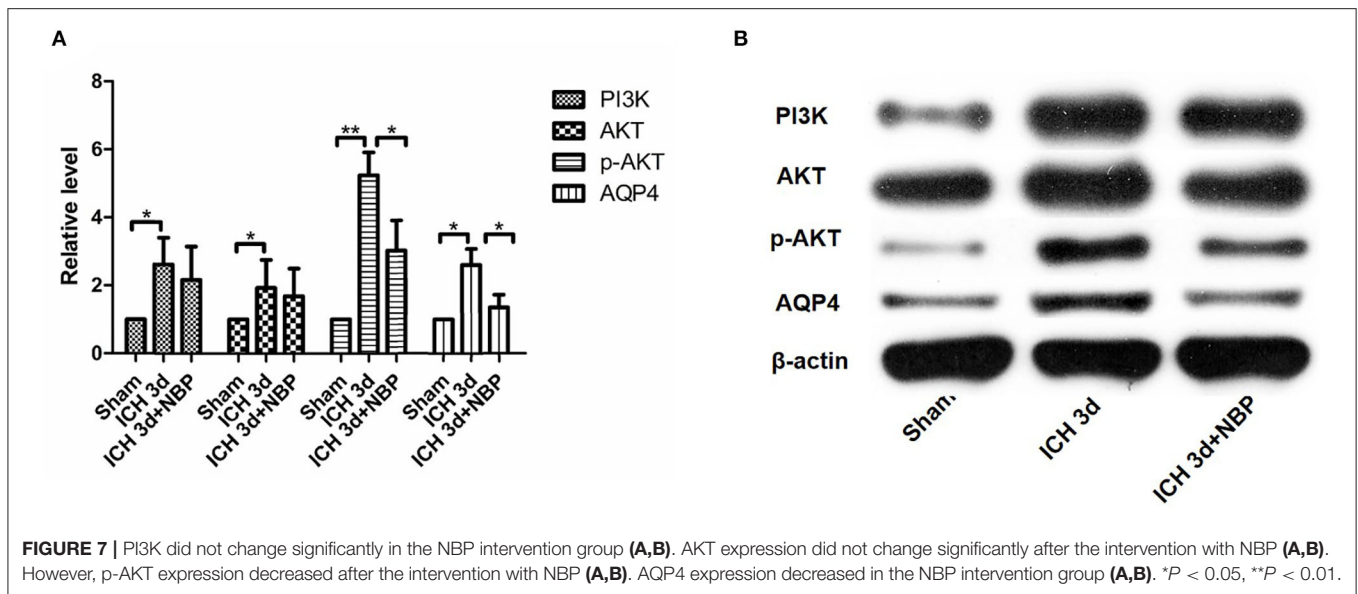 A
B
8
6
4
2
0
Relative level
* * ** * * *
PI3K
AKT
p-AKT
AQP4
Sham ICH 3d ICH 3d+NBP Sham ICH 3d ICH 3d+NBP Sham ICH 3d ICH 3d+NBP Sham ICH 3d ICH 3d+NBP
PI3K
AKT
p-AKT
AQP4
β-actin
Sham ICH 3d ICH 3d+NBP
FIGURE 7 | PI3K did not change significantly in the NBP intervention group (A,B). AKT expression did not change significantly after the intervention with NBP (A,B).
However, p-AKT expression decreased after the intervention with NBP (A,B). AQP4 expression decreased in the NBP intervention group (A,B). *P < 0.05, **P < 0.01.